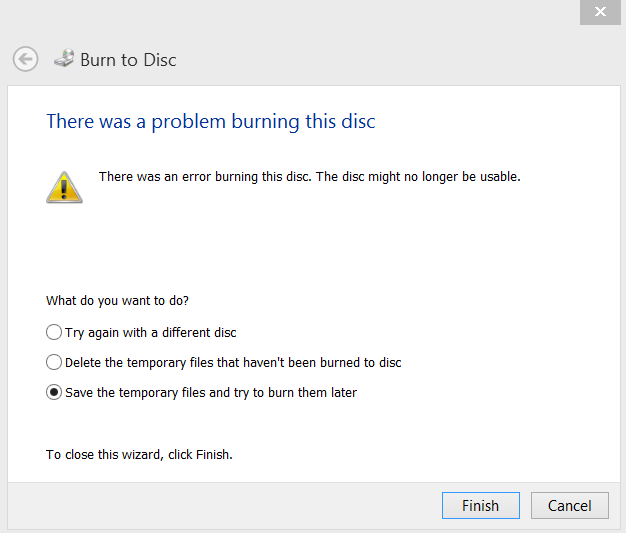 Burn to Disc
There was a problem burning this disc
There was an error burning this disc. The disc might no longer be usable.
What do you want to do?
Try again with a different disc
Delete the temporary files that haven't been burned to disc
Save the temporary files and try to burn them later
To close this wizard, click Finish.
Finish
Cancel